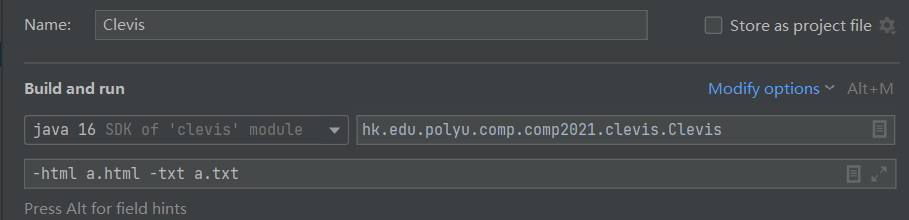 Name: Clevis Store as project file
Build and run Modify options Alt+M
java 16 SDK of 'clevis' module hk.edu.polyu.comp.comp2021.clevis.Clevis
-html a.html -txt a.txt
Press Alt for field hints